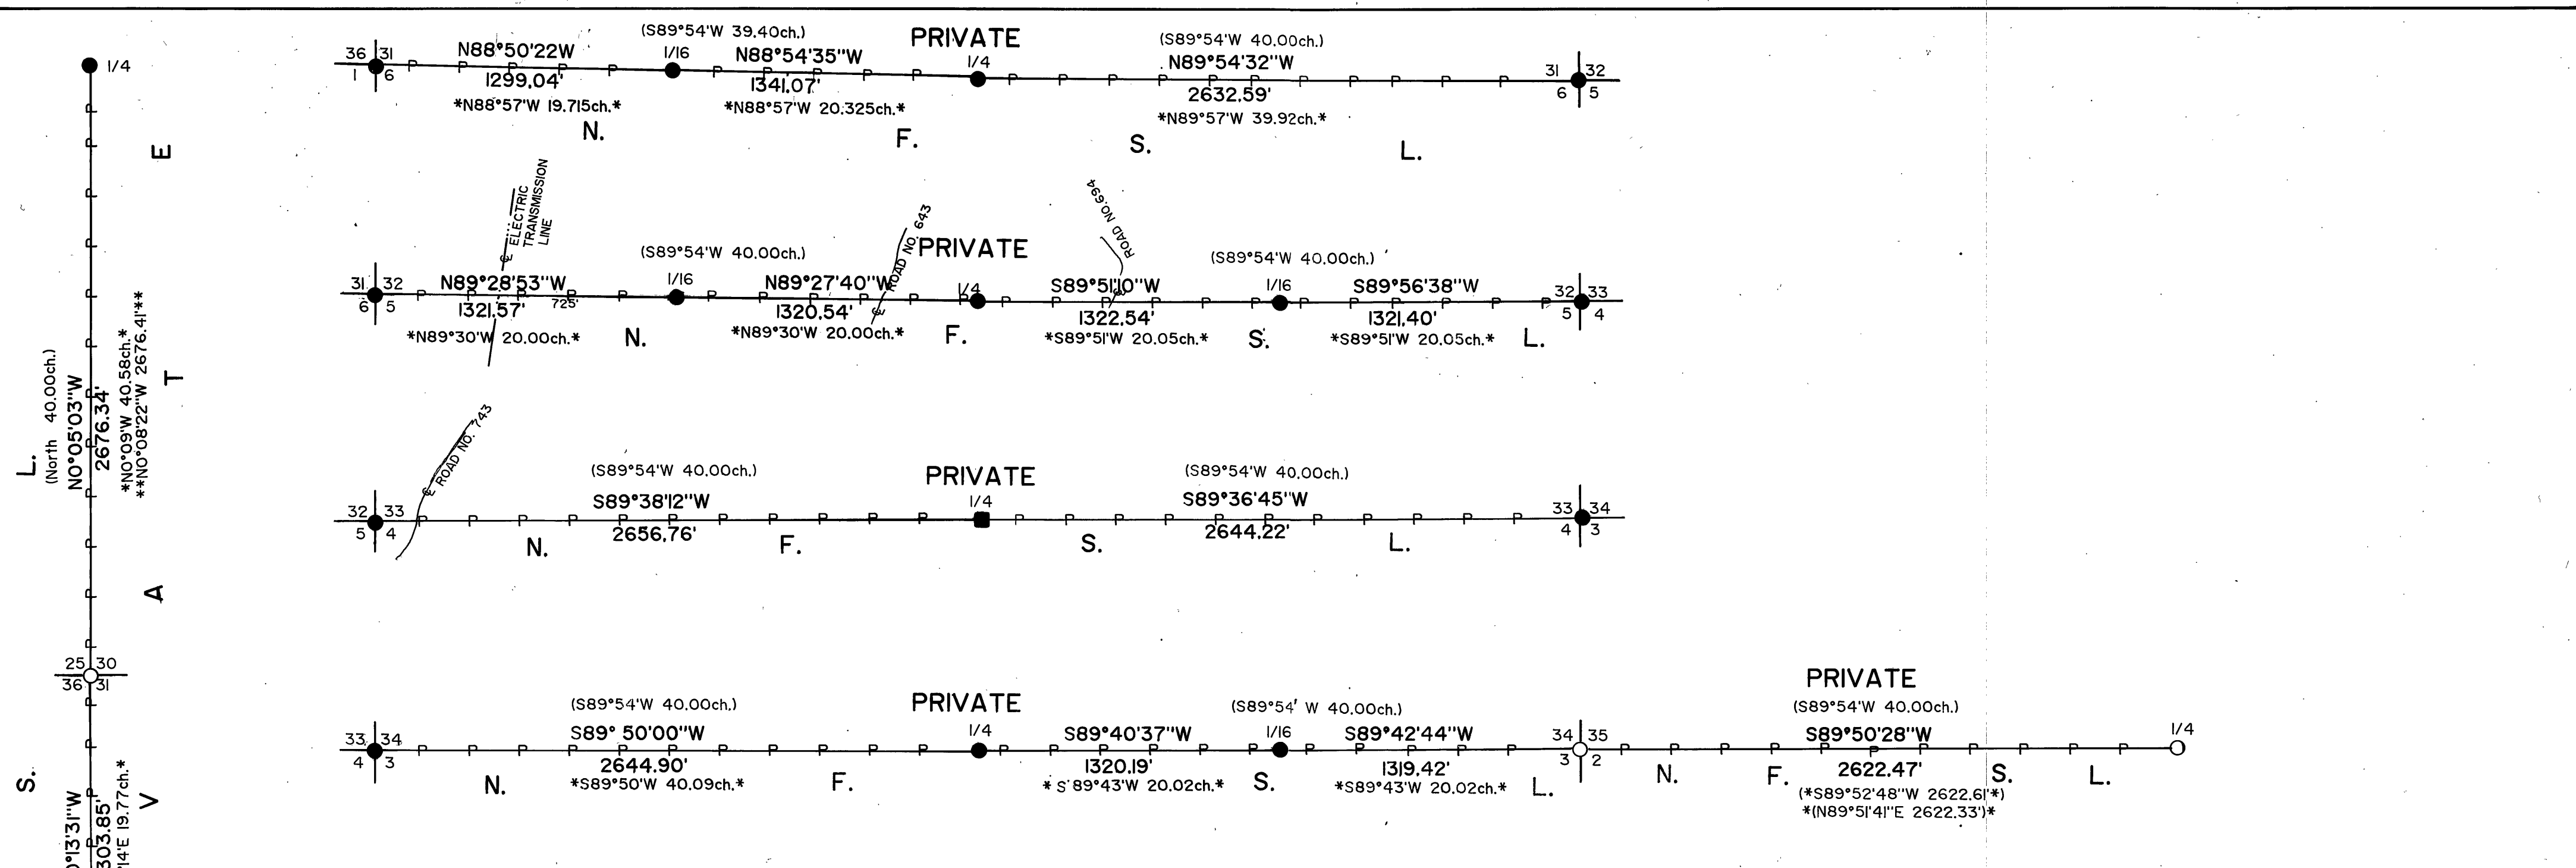 (S89°54'W 39.40ch.)
PRIVATE
(S89°54'W 40.00ch.)
36 31
1 6
N88°50'22W
1/16
N88°54'35"W
1/4
N89°54'32"W
31 32
6 5
1299.04'
1341.07'
2632.59'
*N88°57'W 19.715ch.*
*N88°57'W 20.325ch.*
*N89°57'W 39.92ch.*
N. F. S. L.
℄ ELECTRIC
TRANSMISSION
LINE
℄ ROAD NO. 643
℄ ROAD NO. 694
(S89°54'W 40.00ch.)
PRIVATE
(S89°54'W 40.00ch.)
31 32
6 5
N89°28'53"W
1/16
N89°27'40"W
1/4
S89°51'10"W
1/16
S89°56'38"W
32 33
5 4
1321.57'
725'
1320.54'
1322.54'
1321.40'
*N89°30'W 20.00ch.*
*N89°30'W 20.00ch.*
*S89°51'W 20.05ch.*
*S89°51'W 20.05ch.*
N. F. S. L.
℄ ROAD NO. 743
(S89°54'W 40.00ch.)
PRIVATE
(S89°54'W 40.00ch.)
32 33
5 4
S89°38'12"W
1/4
S89°36'45"W
33 34
4 3
2656.76'
2644.22'
N. F. S. L.
(S89°54'W 40.00ch.)
PRIVATE
(S89°54' W 40.00ch.)
PRIVATE
(S89°54'W 40.00ch.)
33 34
4 3
S89° 50'00"W
1/4
S89°40'37"W
1/16
S89°42'44"W
34 35
3 2
S89°50'28"W
1/4
2644.90'
1320.19'
1319.42'
2622.47'
*S89°50'W 40.09ch.*
*S 89°43'W 20.02ch.*
*S89°43'W 20.02ch.*
(*S89°52'48"W 2622.61'*)
*(N89°51'41"E 2622.33')*
N. F. S. L.
N. F. S. L.
1/4
L.
(North 40.00ch.)
N0°05'03"W
2676.34'
*N0°09'W 40.58ch.*
**N0°08'22"W 2676.41'**
E
T
A
V
25 30
36 31
S.
0°13'31"W
303.85'
14'E 19.77ch.*